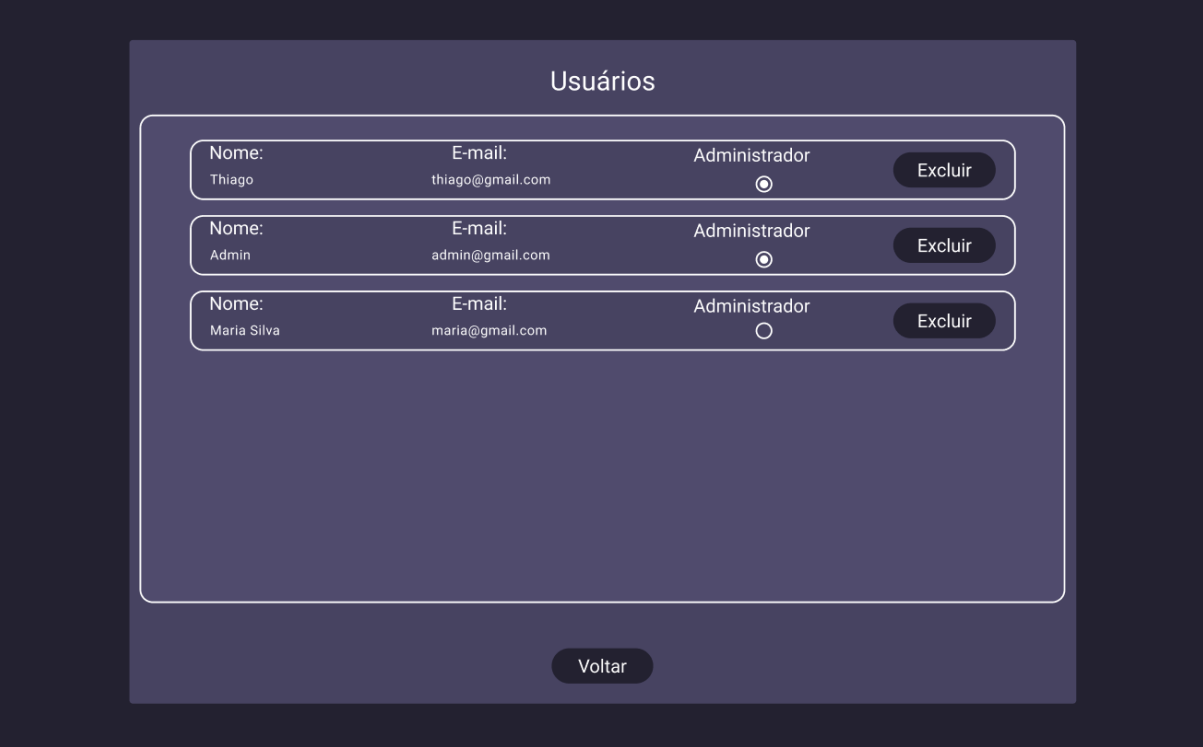 Usuários
Nome: E-mail: Administrador Excluir
Thiago thiago@gmail.com
Nome: E-mail: Administrador Excluir
Admin admin@gmail.com
Nome: E-mail: Administrador Excluir
Maria Silva maria@gmail.com
Voltar